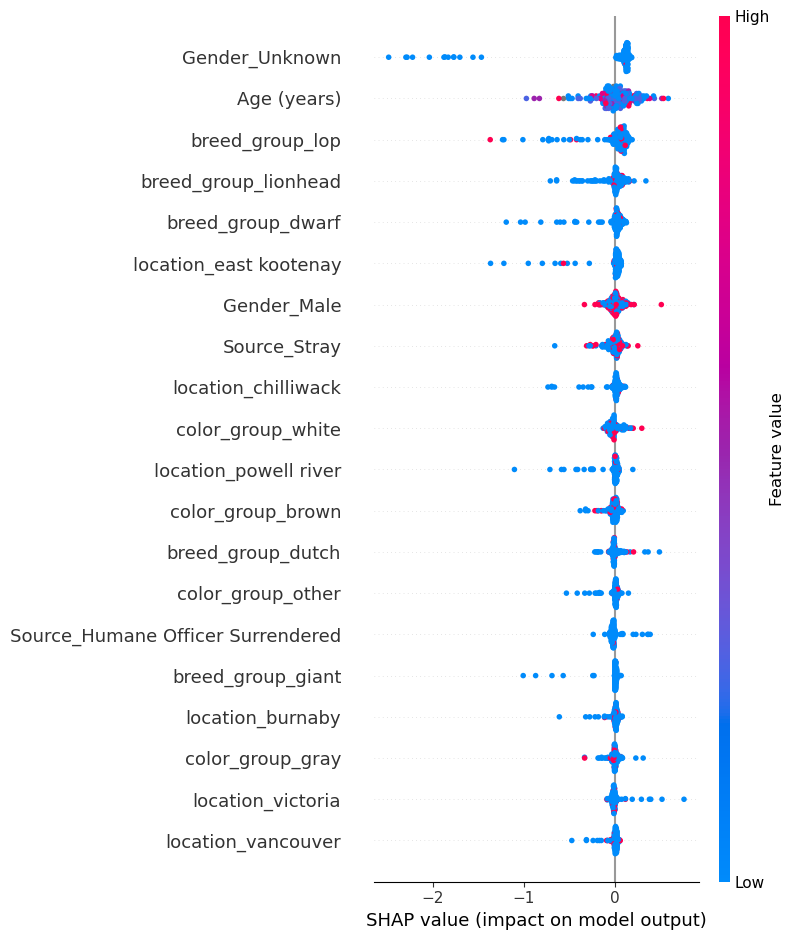 High
Gender_Unknown
Age (years)
breed_group_lop
breed_group_lionhead
breed_group_dwarf
location_east kootenay
Gender_Male
Source_Stray
location_chilliwack
color_group_white
location_powell river
color_group_brown
breed_group_dutch
color_group_other
Source_Humane Officer Surrendered
breed_group_giant
location_burnaby
color_group_gray
location_victoria
location_vancouver
Feature value
Low
−2 −1 0
SHAP value (impact on model output)